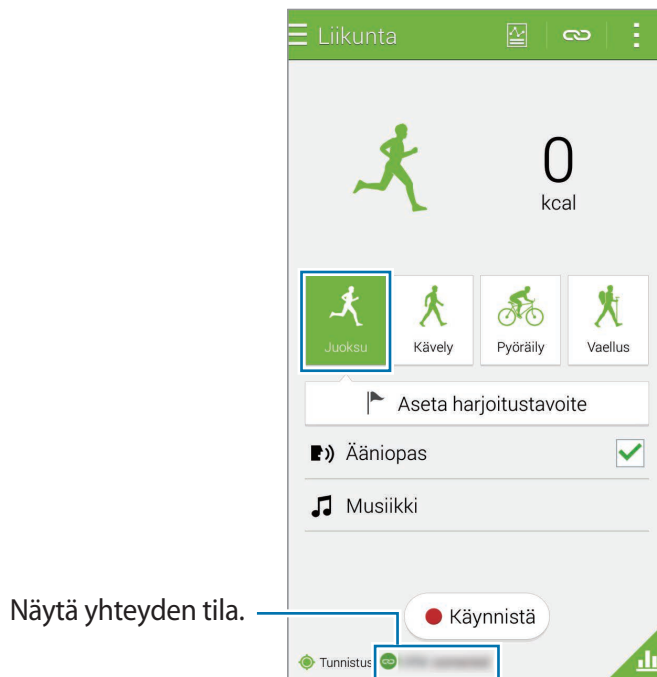 Liikunta
0
kcal
Juoksu
Kävely
Pyöräily
Vaellus
Aseta harjoitustavoite
Ääniopas
Musiikki
Näytä yhteyden tila.
Käynnistä
Tunnistus